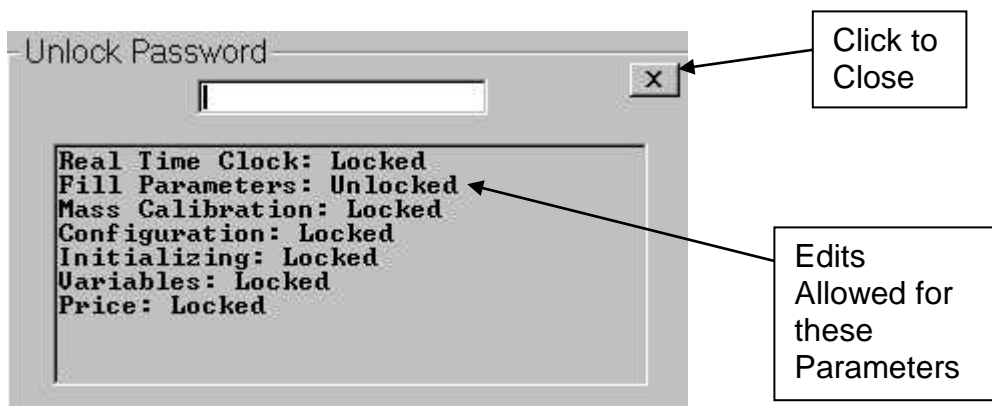 Unlock Password
X
Real Time Clock: Locked
Fill Parameters: Unlocked
Mass Calibration: Locked
Configuration: Locked
Initializing: Locked
Variables: Locked
Price: Locked
Click to
Close
Edits
Allowed for
these
Parameters